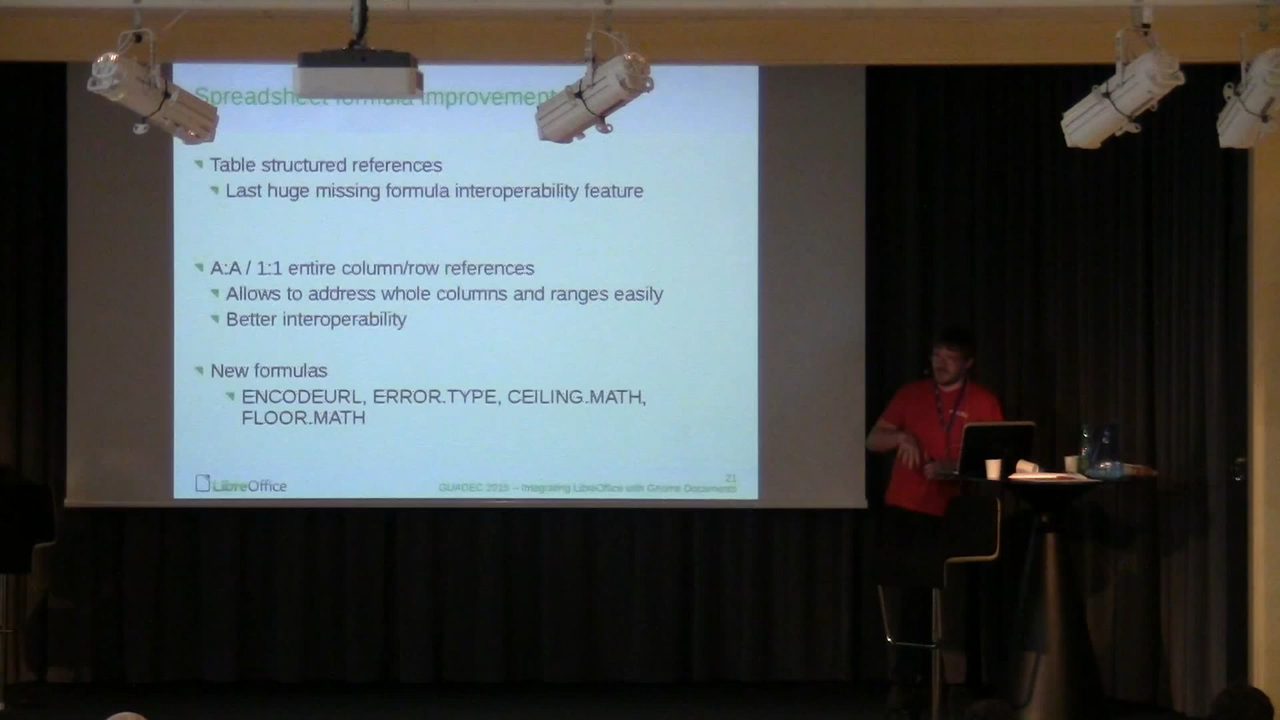 Spreadsheet formula improvement
Table structured references
Last huge missing formula interoperability feature
A:A / 1:1 entire column/row references
Allows to address whole columns and ranges easily
Better interoperability
New formulas
ENCODEURL, ERROR.TYPE, CEILING.MATH,
FLOOR.MATH
21
LibreOffice
GUADEC 2015 – Integrating LibreOffice with Gnome Documents